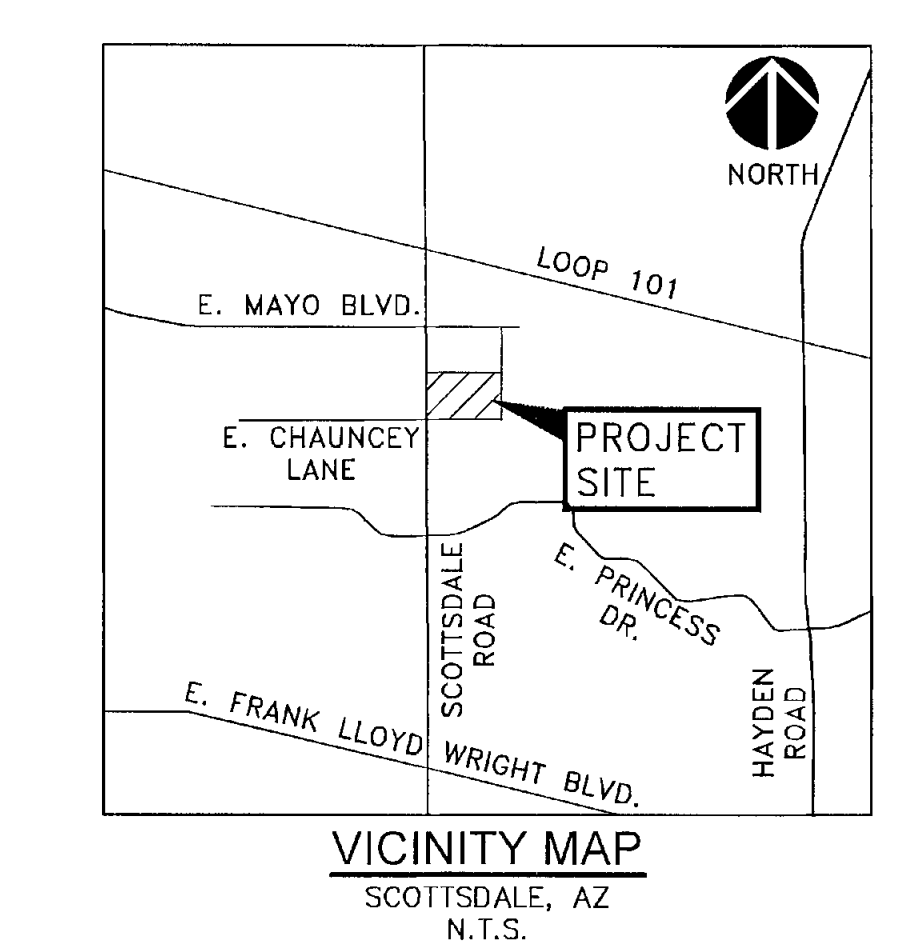 NORTH
LOOP 101
E. MAYO BLVD.
E. CHAUNCEY
LANE
PROJECT
SITE
SCOTTSDALE
ROAD
E. PRINCESS
DR.
HAYDEN
ROAD
E. FRANK LLOYD WRIGHT BLVD.
VICINITY MAP
SCOTTSDALE, AZ
N.T.S.